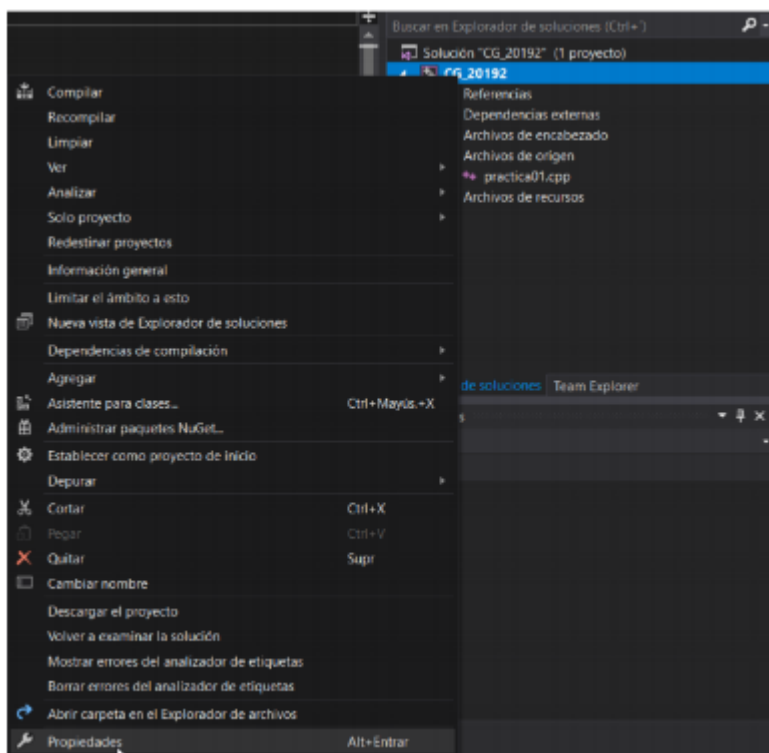 Buscar en Explorador de soluciones (Ctrl+´)
Solución "CG_20192" (1 proyecto)
CG_20192
Referencias
Dependencias externas
Archivos de encabezado
Archivos de origen
practica01.cpp
Archivos de recursos
de soluciones Team Explorer
s
Compilar
Recompilar
Limpiar
Ver
Analizar
Solo proyecto
Redestinar proyectos
Información general
Limitar el ámbito a esto
Nueva vista de Explorador de soluciones
Dependencias de compilación
Agregar
Asistente para clases... Ctrl+Mayús.+X
Administrar paquetes NuGet...
Establecer como proyecto de inicio
Depurar
Cortar Ctrl+X
Pegar Ctrl+V
Quitar Supr
Cambiar nombre
Descargar el proyecto
Volver a examinar la solución
Mostrar errores del analizador de etiquetas
Borrar errores del analizador de etiquetas
Abrir carpeta en el Explorador de archivos
Propiedades Alt+Entrar